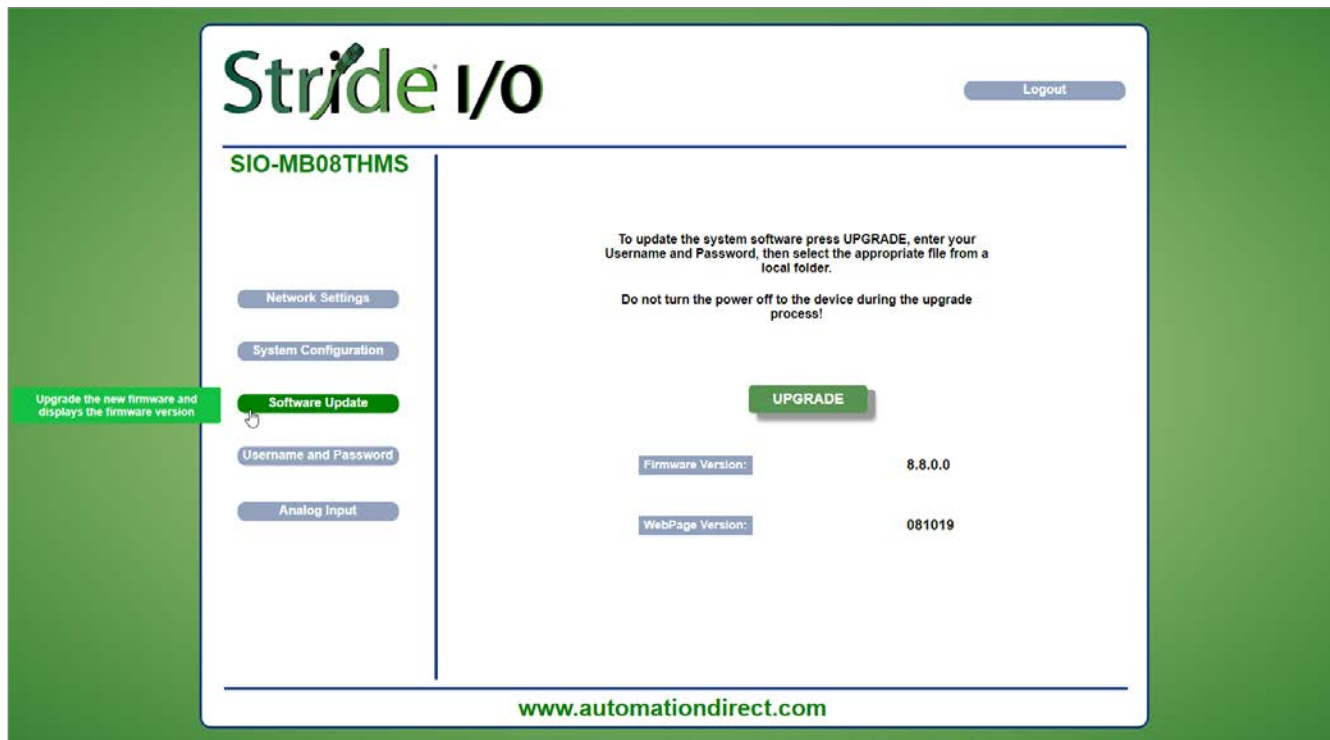 Stride I/O
Logout
SIO-MB08THMS
To update the system software press UPGRADE, enter your
Username and Password, then select the appropriate file from a
local folder.
Do not turn the power off to the device during the upgrade
process!
Network Settings
System Configuration
Upgrade the new firmware and
displays the firmware version
Software Update
UPGRADE
Username and Password
Firmware Version: 8.8.0.0
Analog Input
WebPage Version: 081019
www.automationdirect.com